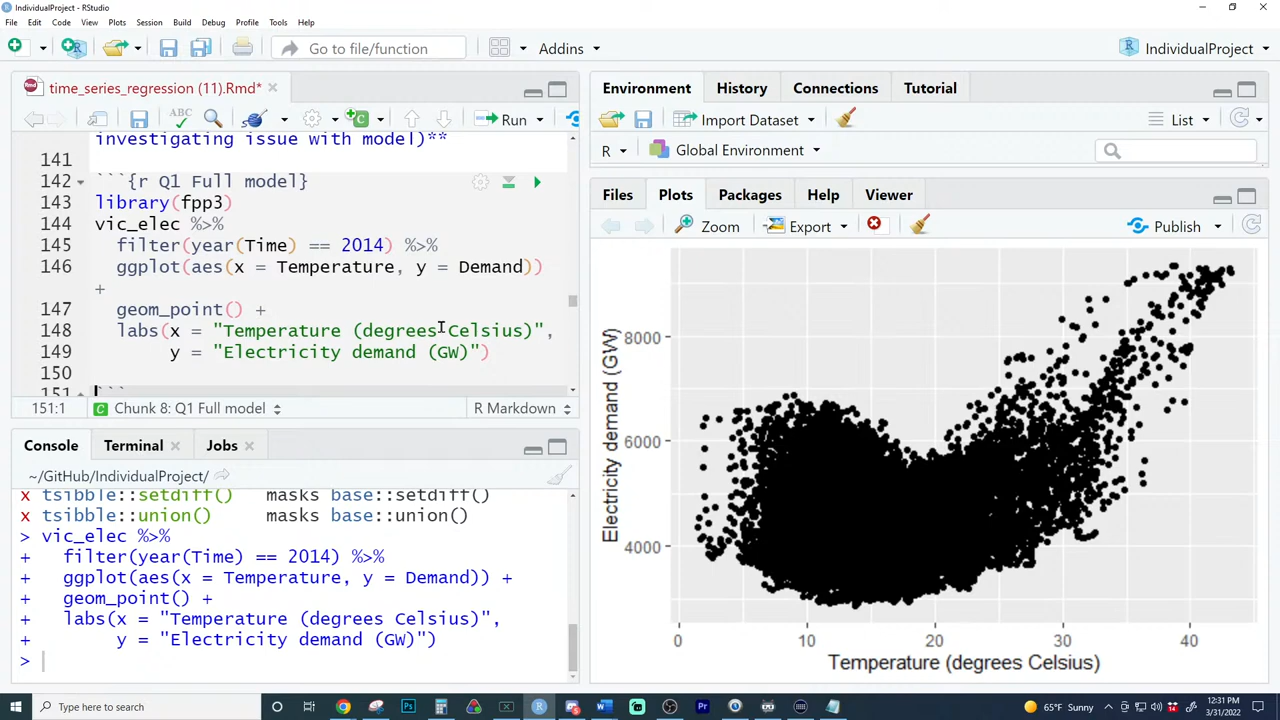 IndividualProject - RStudio
File Edit Code View Plots Session Build Debug Profile Tools Help
Go to file/function Addins IndividualProject
time_series_regression (11).Rmd*
ABC Run
investigating issue with model)**
141
142 ```{r Q1 Full model}
143 library(fpp3)
144 vic_elec %>%
145 filter(year(Time) == 2014) %>%
146 ggplot(aes(x = Temperature, y = Demand))
+
147 geom_point() +
148 labs(x = "Temperature (degrees Celsius)",
149 y = "Electricity demand (GW)")
150
151 ```
151:1 Chunk 8: Q1 Full model R Markdown
Console Terminal Jobs
~/GitHub/IndividualProject/
x tsibble::setdiff() masks base::setdiff()
x tsibble::union() masks base::union()
> vic_elec %>%
+ filter(year(Time) == 2014) %>%
+ ggplot(aes(x = Temperature, y = Demand)) +
+ geom_point() +
+ labs(x = "Temperature (degrees Celsius)",
+ y = "Electricity demand (GW)")
>
Environment History Connections Tutorial
Import Dataset List
R Global Environment
Files Plots Packages Help Viewer
Zoom Export Publish
Electricity demand (GW)
8000
6000
4000
0 10 20 30 40
Temperature (degrees Celsius)
Type here to search
65°F Sunny
12:31 PM
3/31/2022